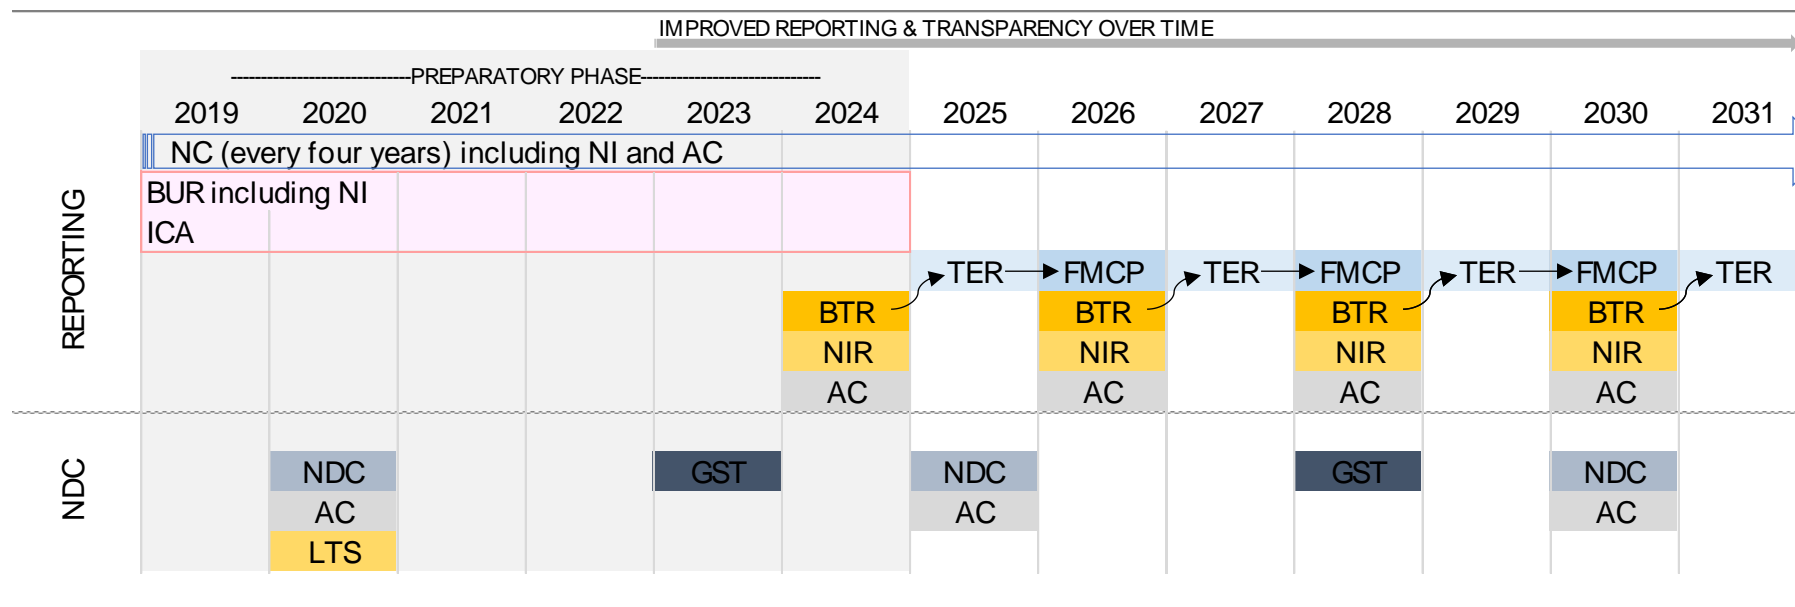 IMPROVED REPORTING & TRANSPARENCY OVER TIME
------------------------------PREPARATORY PHASE------------------------------
2019 2020 2021 2022 2023 2024 2025 2026 2027 2028 2029 2030 2031
NC (every four years) including NI and AC
BUR including NI
ICA
REPORTING
TER FMCP TER FMCP TER FMCP TER
BTR BTR BTR BTR
NIR NIR NIR NIR
AC AC AC AC
NDC
NDC GST NDC GST NDC
AC AC AC
LTS